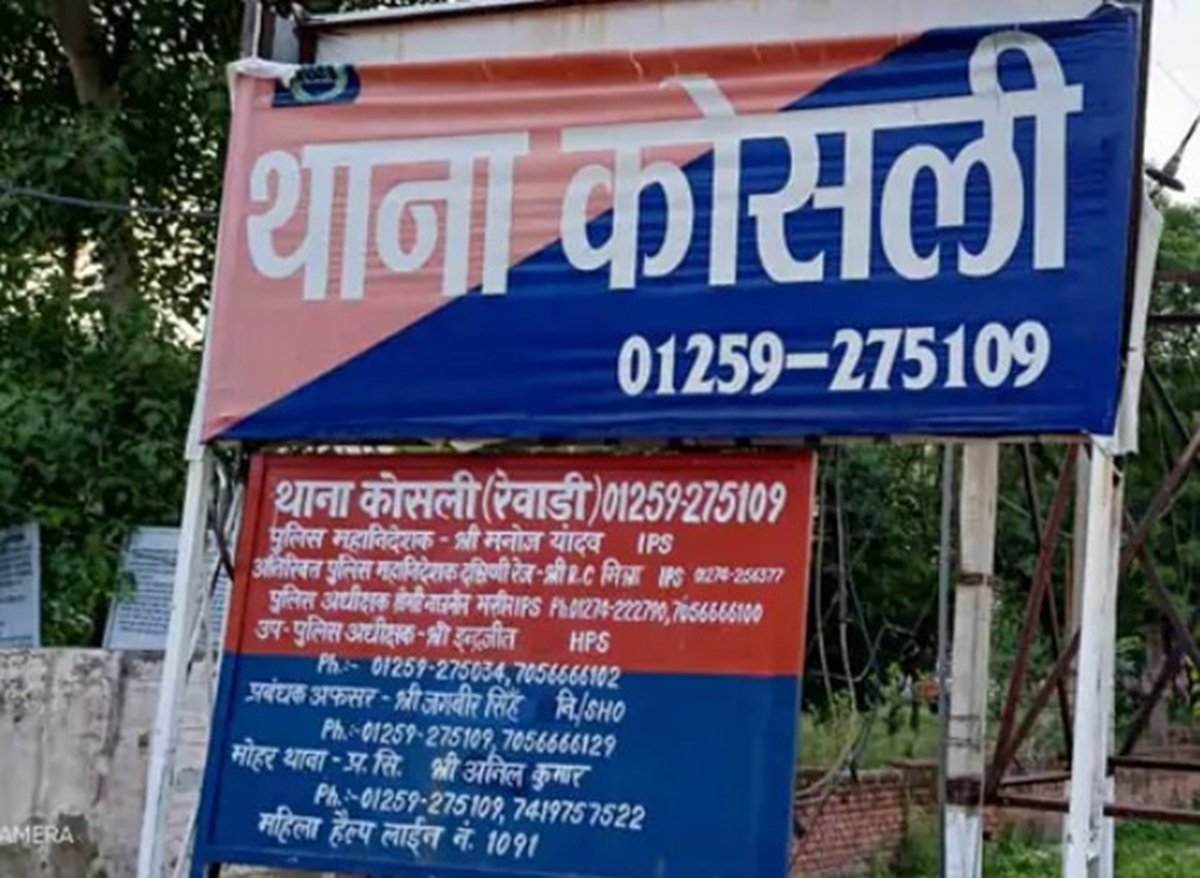 थाना कोसली
01259-275109
थाना कोसली (रेवाडी) 01259-275109
पुलिस महानिदेशक - श्री मनोज यांदव IPS
अतिरिक्त पुलिस महानिदेशक दक्षिणी रेंज - श्री R.C मिश्रा IPS 01274-256377
पुलिस अधीक्षक IPS Ph.01274-222790, 7056666100
उप - पुलिस अधीक्षक - श्री इन्द्रजीत HPS
Ph:- 01259-275034, 7056666102
प्रबंधक अफसर - श्री जगबीर सिंह नि./SHO
Ph:-01259-275109, 7056666129
मोहर थाना - प्र. सि. श्री अनिल कुमार
Ph:-01259-275109, 7419757522
महिला हैल्प लाईन नं. 1091
AMERA